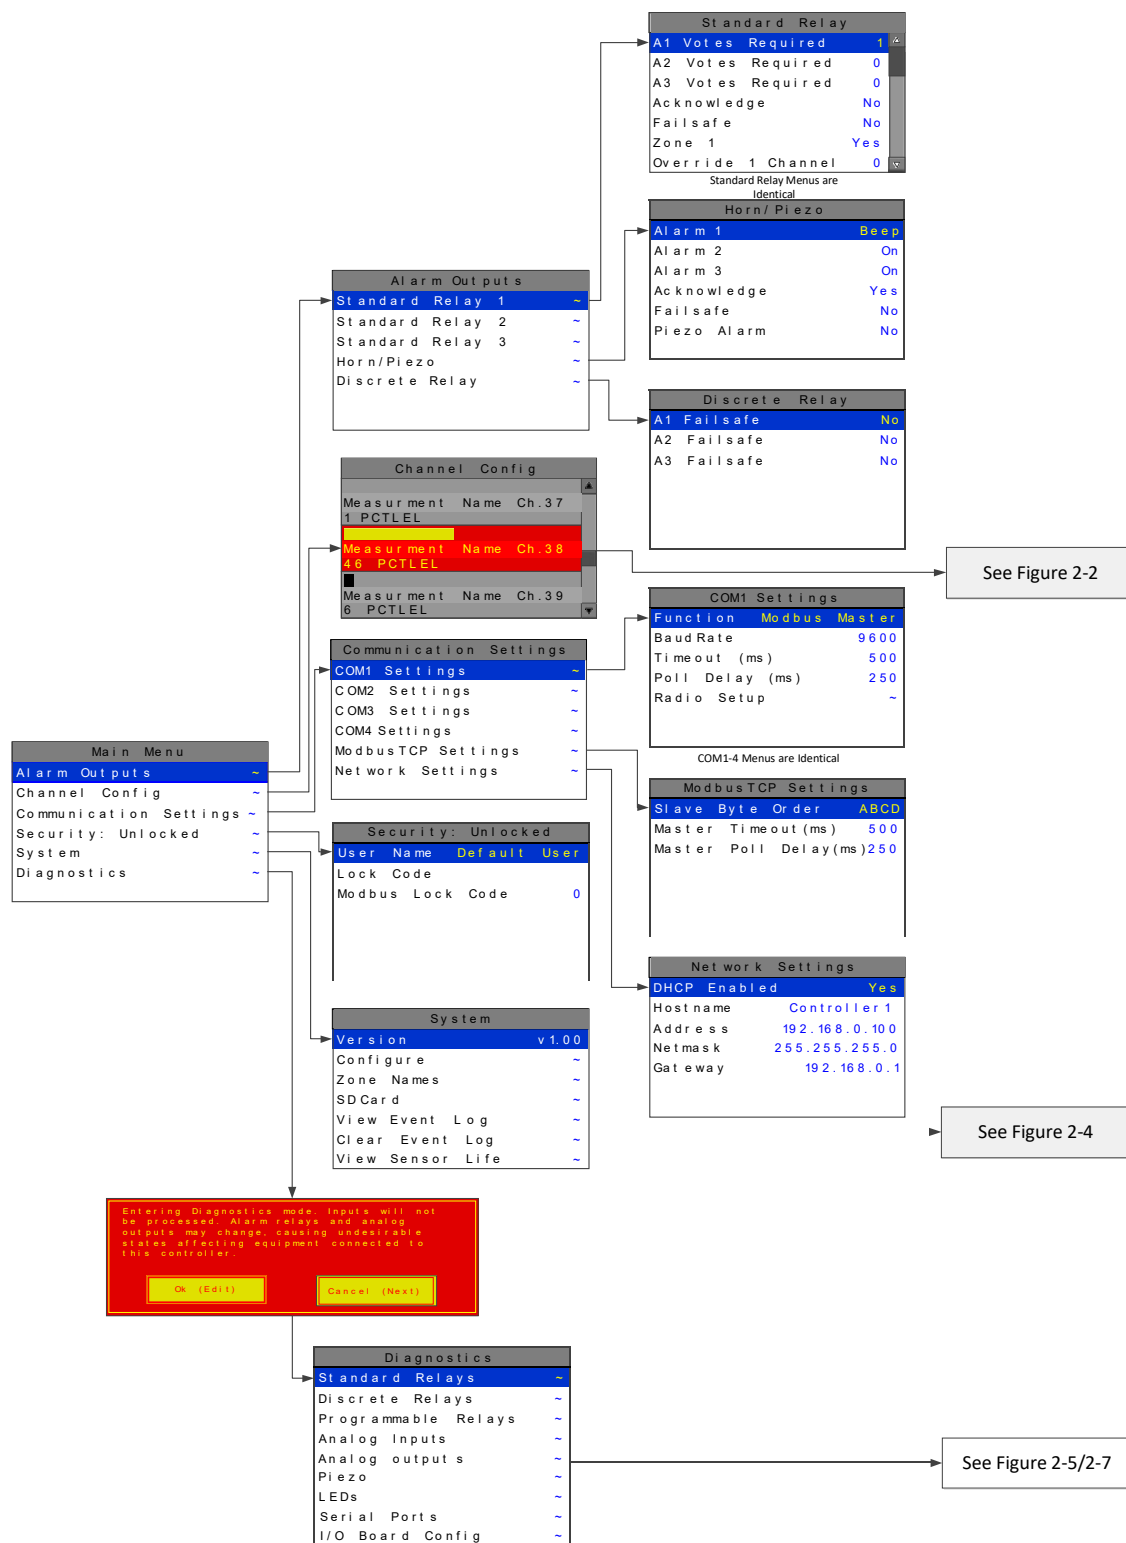 Standard Relay
A1 Votes Required 1
A2 Votes Required 0
A3 Votes Required 0
Acknowledge No
Failsafe No
Zone 1 Yes
Override 1 Channel 0
Standard Relay Menus are
Identical
Horn/Piezo
Alarm 1 Beep
Alarm 2 On
Alarm 3 On
Acknowledge Yes
Failsafe No
Piezo Alarm No
Alarm Outputs
Standard Relay 1 ~
Standard Relay 2 ~
Standard Relay 3 ~
Horn/Piezo ~
Discrete Relay ~
Discrete Relay
A1 Failsafe No
A2 Failsafe No
A3 Failsafe No
Channel Config
Measurment Name Ch.37
1 PCTLEL
Measurment Name Ch.38
46 PCTLEL
Measurment Name Ch.39
6 PCTLEL
See Figure 2-2
COM1 Settings
Function Modbus Master
BaudRate 9600
Timeout (ms) 500
Poll Delay (ms) 250
Radio Setup ~
COM1-4 Menus are Identical
Communication Settings
COM1 Settings ~
COM2 Settings ~
COM3 Settings ~
COM4 Settings ~
ModbusTCP Settings ~
Network Settings ~
Main Menu
Alarm Outputs ~
Channel Config ~
Communication Settings ~
Security: Unlocked ~
System ~
Diagnostics ~
ModbusTCP Settings
Slave Byte Order ABCD
Master Timeout(ms) 500
Master Poll Delay(ms) 250
Security: Unlocked
User Name Default User
Lock Code
Modbus Lock Code 0
Network Settings
DHCP Enabled Yes
Hostname Controller1
Address 192.168.0.100
Netmask 255.255.255.0
Gateway 192.168.0.1
System
Version v1.00
Configure ~
Zone Names ~
SDCard ~
View Event Log ~
Clear Event Log ~
View Sensor Life ~
See Figure 2-4
Entering Diagnostics mode. Inputs will not
be processed. Alarm relays and analog
outputs may change, causing undesirable
states affecting equipment connected to
this controller.
Ok (Edit)
Cancel (Next)
Diagnostics
Standard Relays ~
Discrete Relays ~
Programmable Relays ~
Analog Inputs ~
Analog outputs ~
Piezo ~
LEDs ~
Serial Ports ~
I/O Board Config ~
See Figure 2-5/2-7